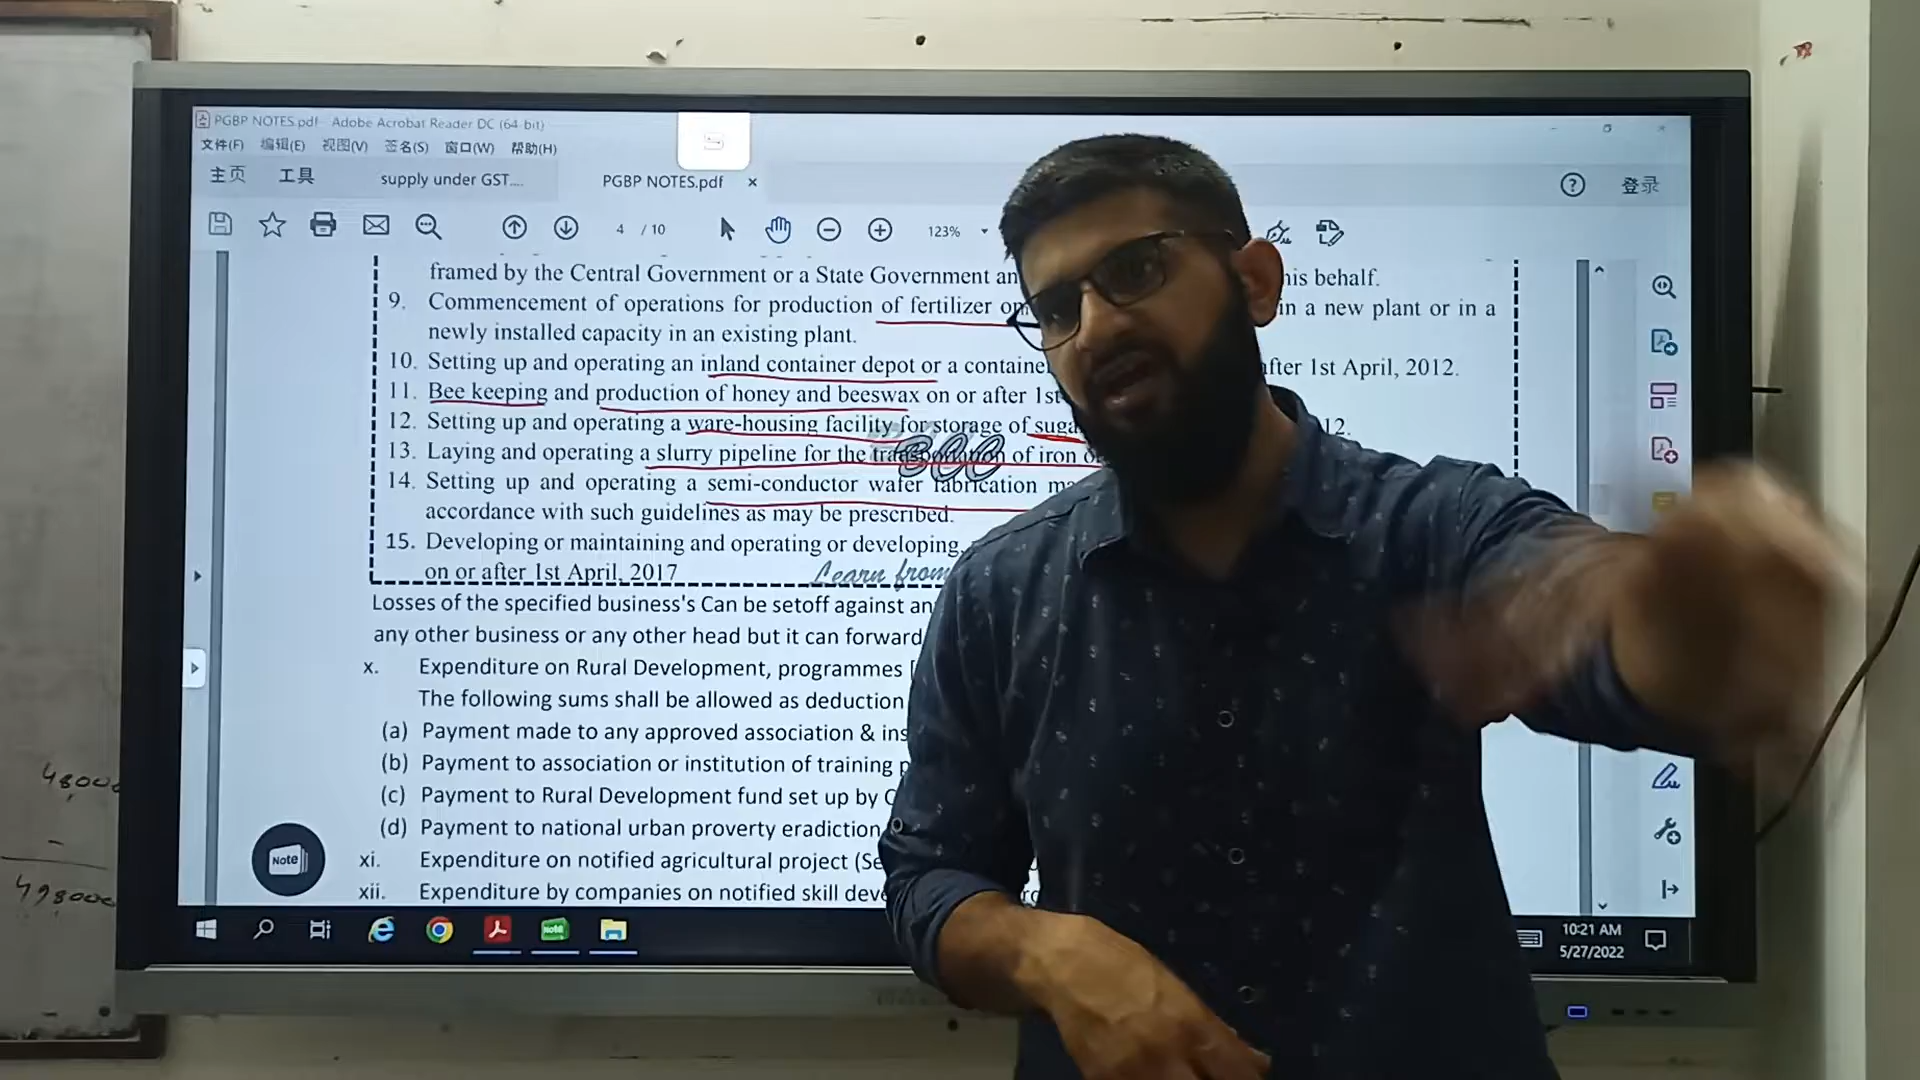 PGBP NOTES.pdf - Adobe Acrobat Reader DC (64-bit)
文件(F) 编辑(E) 视图(V) 签名(S) 窗口(W) 帮助(H)
主页 工具 supply under GST.... PGBP NOTES.pdf × ? 登录
4 / 10 123%
framed by the Central Government or a State Government an his behalf.
9. Commencement of operations for production of fertilizer on in a new plant or in a
newly installed capacity in an existing plant.
10. Setting up and operating an inland container depot or a containe after 1st April, 2012.
11. Bee keeping and production of honey and beeswax on or after 1st
12. Setting up and operating a ware-housing facility for storage of suga 12.
13. Laying and operating a slurry pipeline for the transportation of iron o
14. Setting up and operating a semi-conductor wafer fabrication ma
accordance with such guidelines as may be prescribed.
15. Developing or maintaining and operating or developing,
on or after 1st April, 2017
Learn from
Losses of the specified business's Can be setoff against an
any other business or any other head but it can forward
x. Expenditure on Rural Development, programmes [
The following sums shall be allowed as deduction
(a) Payment made to any approved association & ins
(b) Payment to association or institution of training p
(c) Payment to Rural Development fund set up by C
(d) Payment to national urban proverty eradiction
xi. Expenditure on notified agricultural project (Se
xii. Expenditure by companies on notified skill deve
Note
10:21 AM
5/27/2022
48000
498000